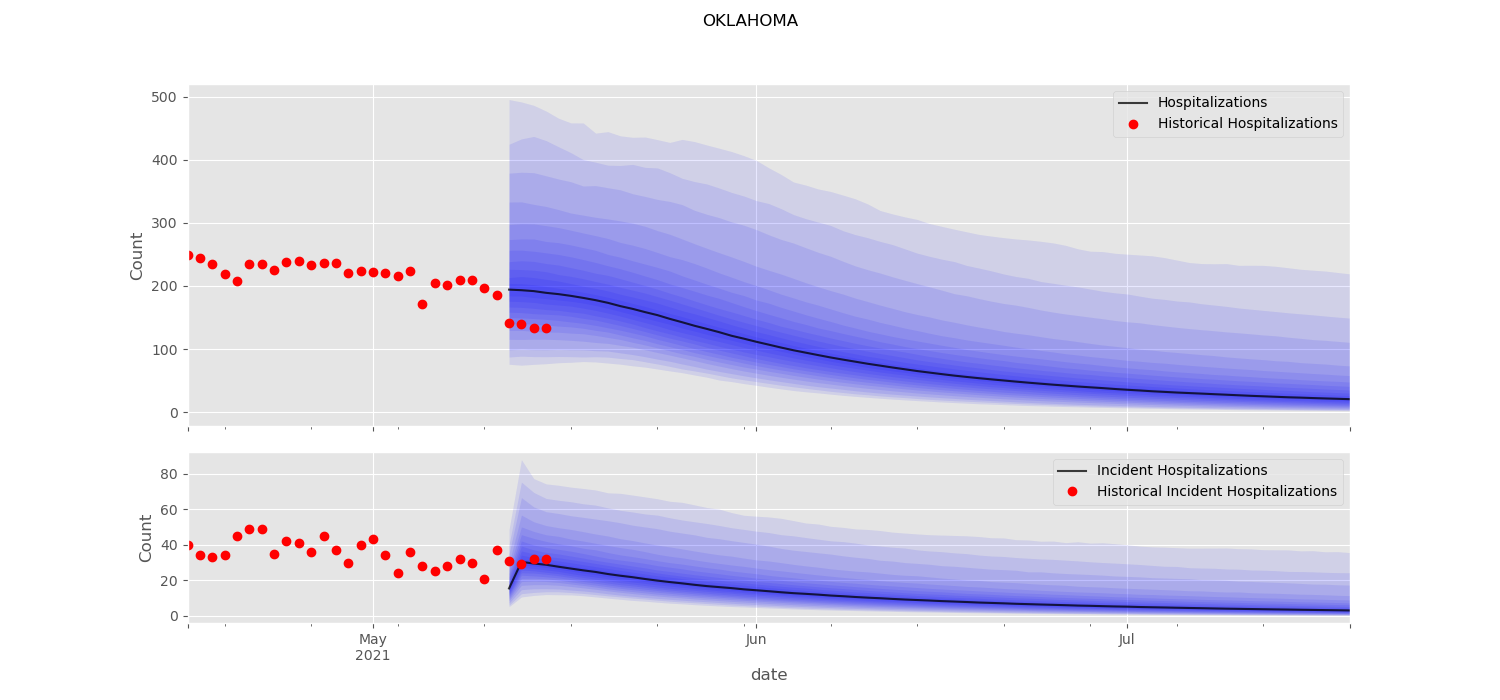 OKLAHOMA
500
400
300
200
100
0
Count
Hospitalizations
Historical Hospitalizations
80
60
40
20
0
Count
Incident Hospitalizations
Historical Incident Hospitalizations
May
2021
Jun
Jul
date